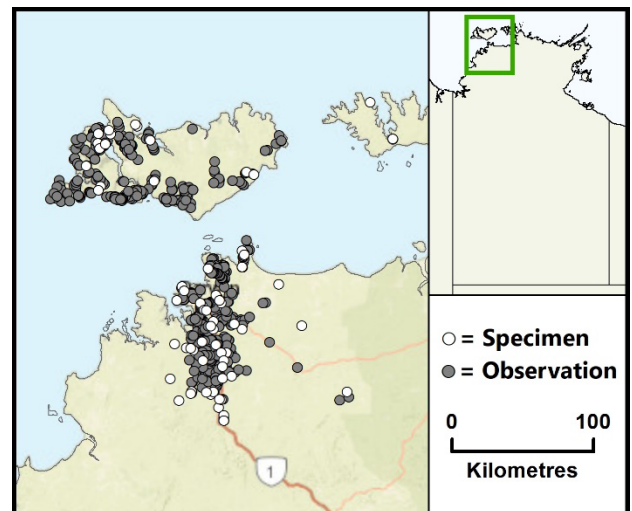 1
○ = Specimen
● = Observation
0 100
Kilometres